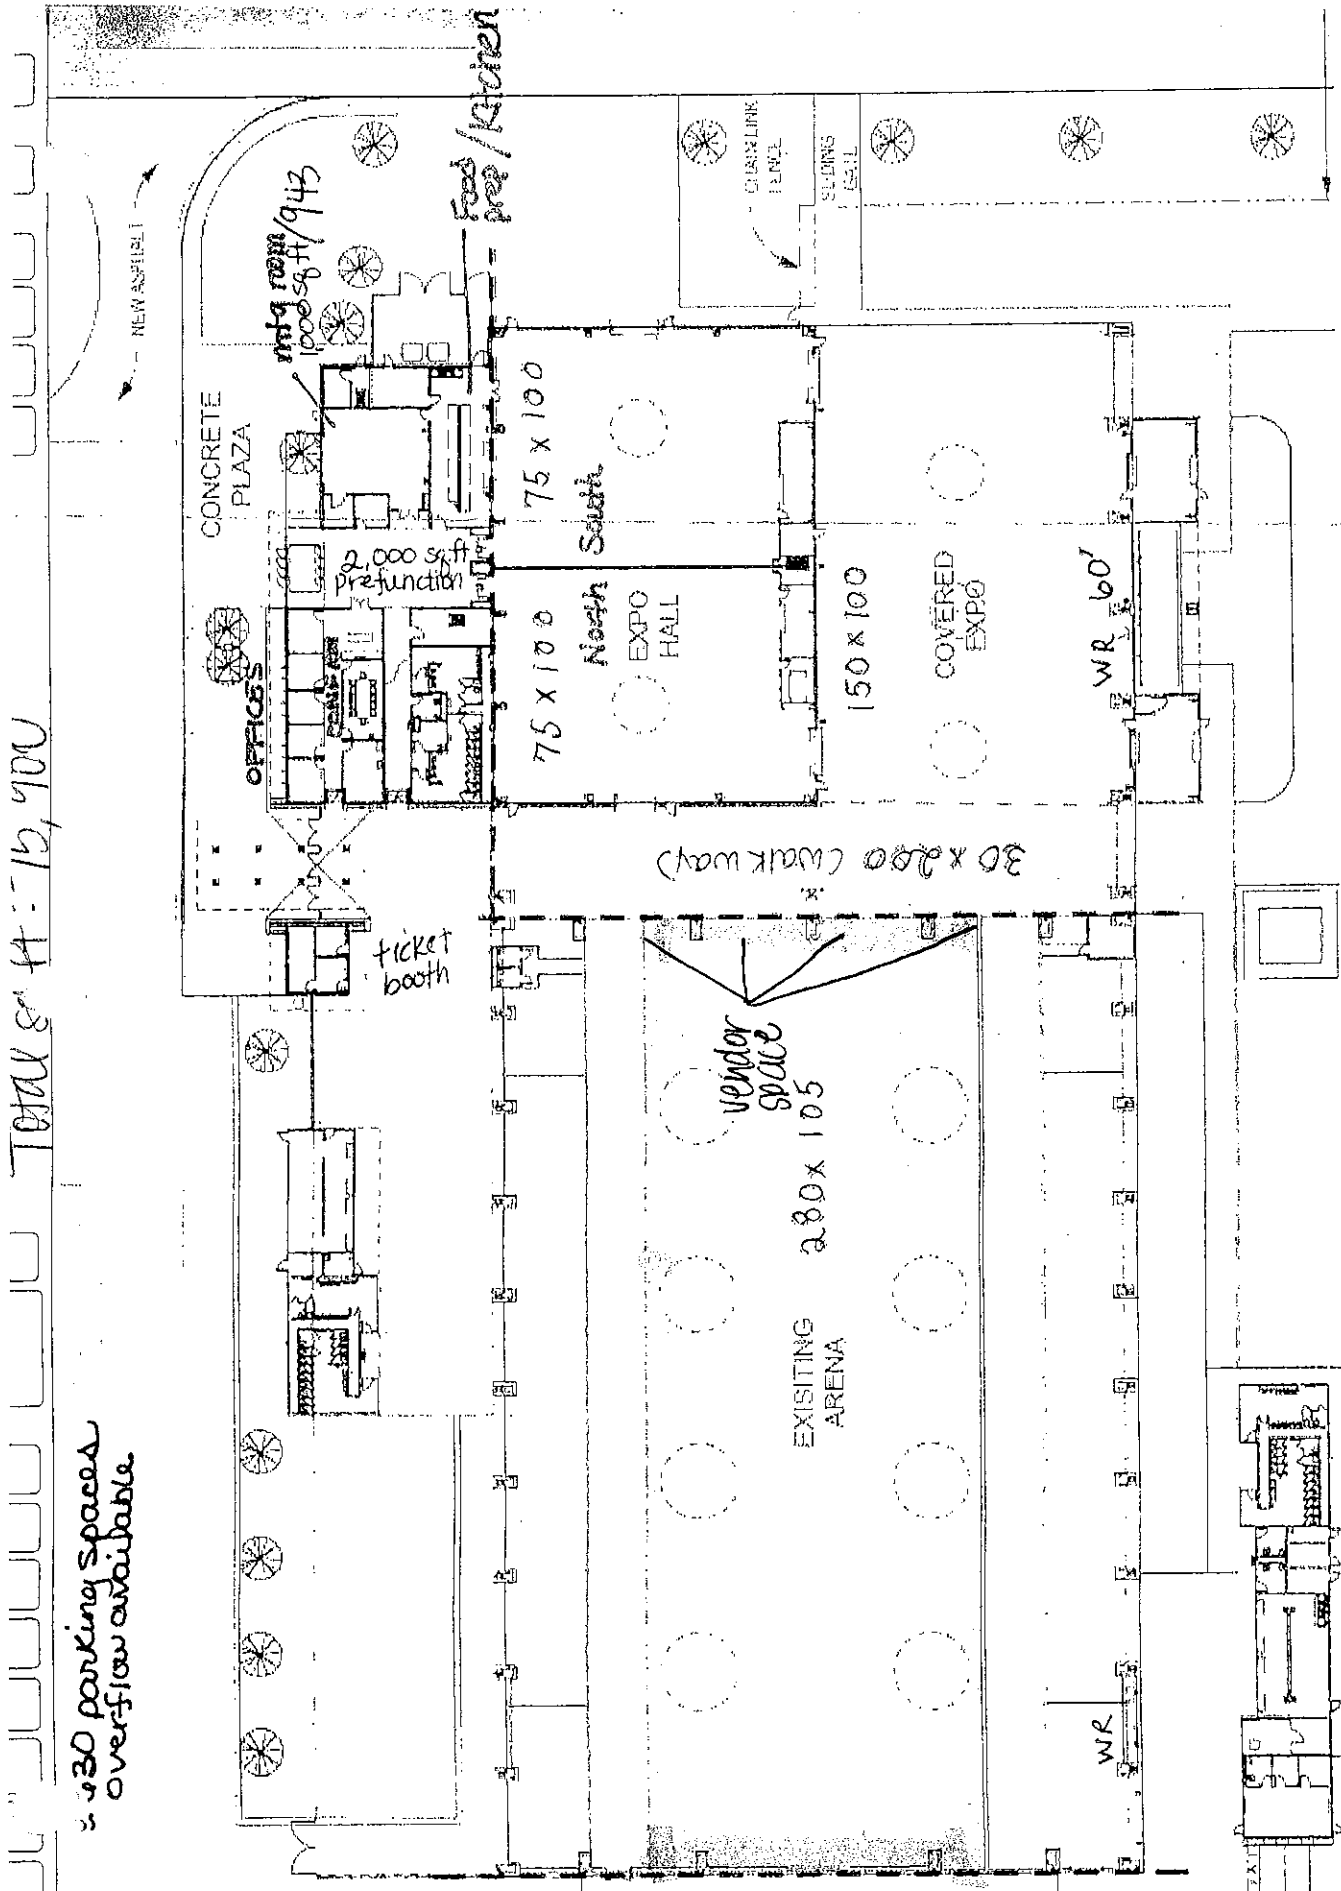 Total sq ft = 75,900
430 parking spaces
overflow available
NEW ASPHALT
CONCRETE
PLAZA
mtg room
1,000 sq ft/943
Food
prep/Kitchen
CHAIN LINK
FENCE
SLIDING
2,000 sq.ft
prefunction
OFFICES
75 x 100
South
75 x 100
North
EXPO
HALL
150 x 100
COVERED
EXPO
WR 60'
30 x 200 (walkway)
ticket
booth
vendor
space
280 x 105
EXISITING
ARENA
WR